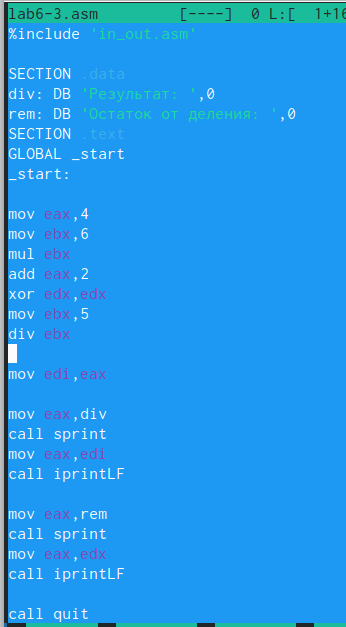 lab6-3.asm [----] 0 L:[ 1+16
%include 'in_out.asm'
SECTION .data
div: DB 'Результат: ',0
rem: DB 'Остаток от деления: ',0
SECTION .text
GLOBAL _start
_start:
mov eax,4
mov ebx,6
mul ebx
add eax,2
xor edx,edx
mov ebx,5
div ebx
mov edi,eax
mov eax,div
call sprint
mov eax,edi
call iprintLF
mov eax,rem
call sprint
mov eax,edx
call iprintLF
call quit